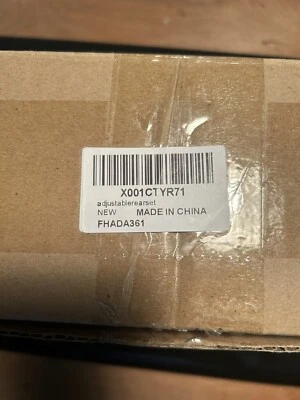 X001CTYR71
adjustablerearset
NEW MADE IN CHINA
FHADA361